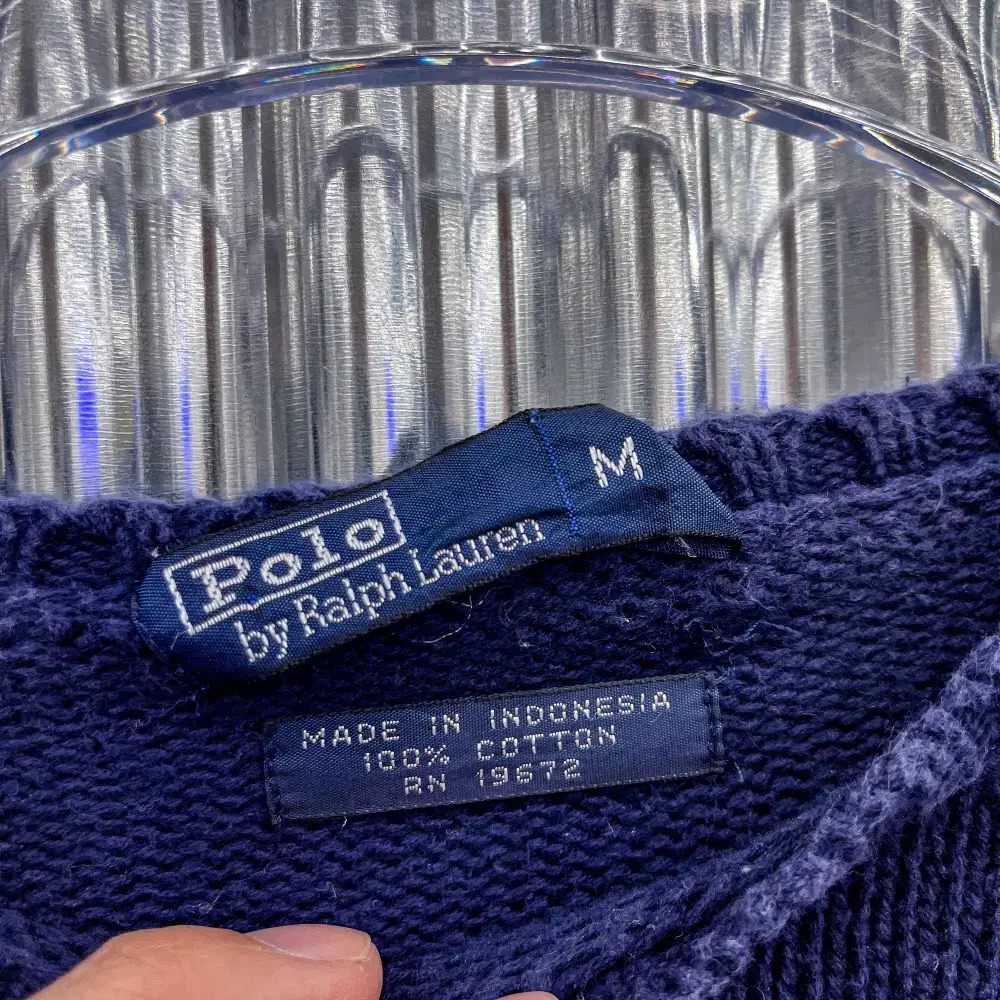 Polo
by Ralph Lauren
M
MADE IN INDONESIA
100% COTTON
RN 19672